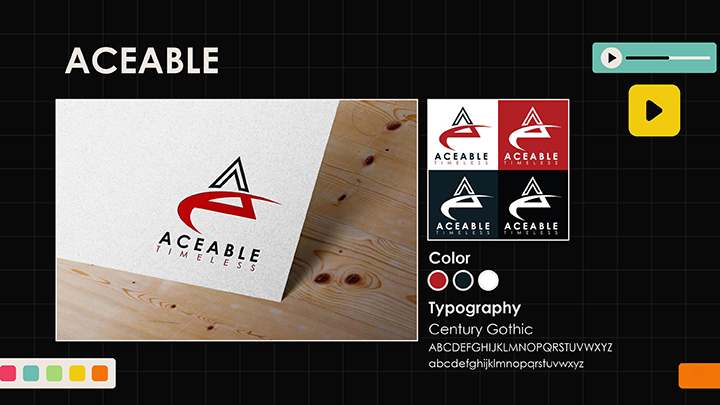 ACEABLE
ACEABLE
TIMELESS
ACEABLE
TIMELESS
ACEABLE
TIMELESS
ACEABLE
TIMELESS
ACEABLE
TIMELESS
Color
Typography
Century Gothic
ABCDEFGHIJKLMNOPQRSTUVWXYZ
abcdefghijklmnopqrstuvwxyz